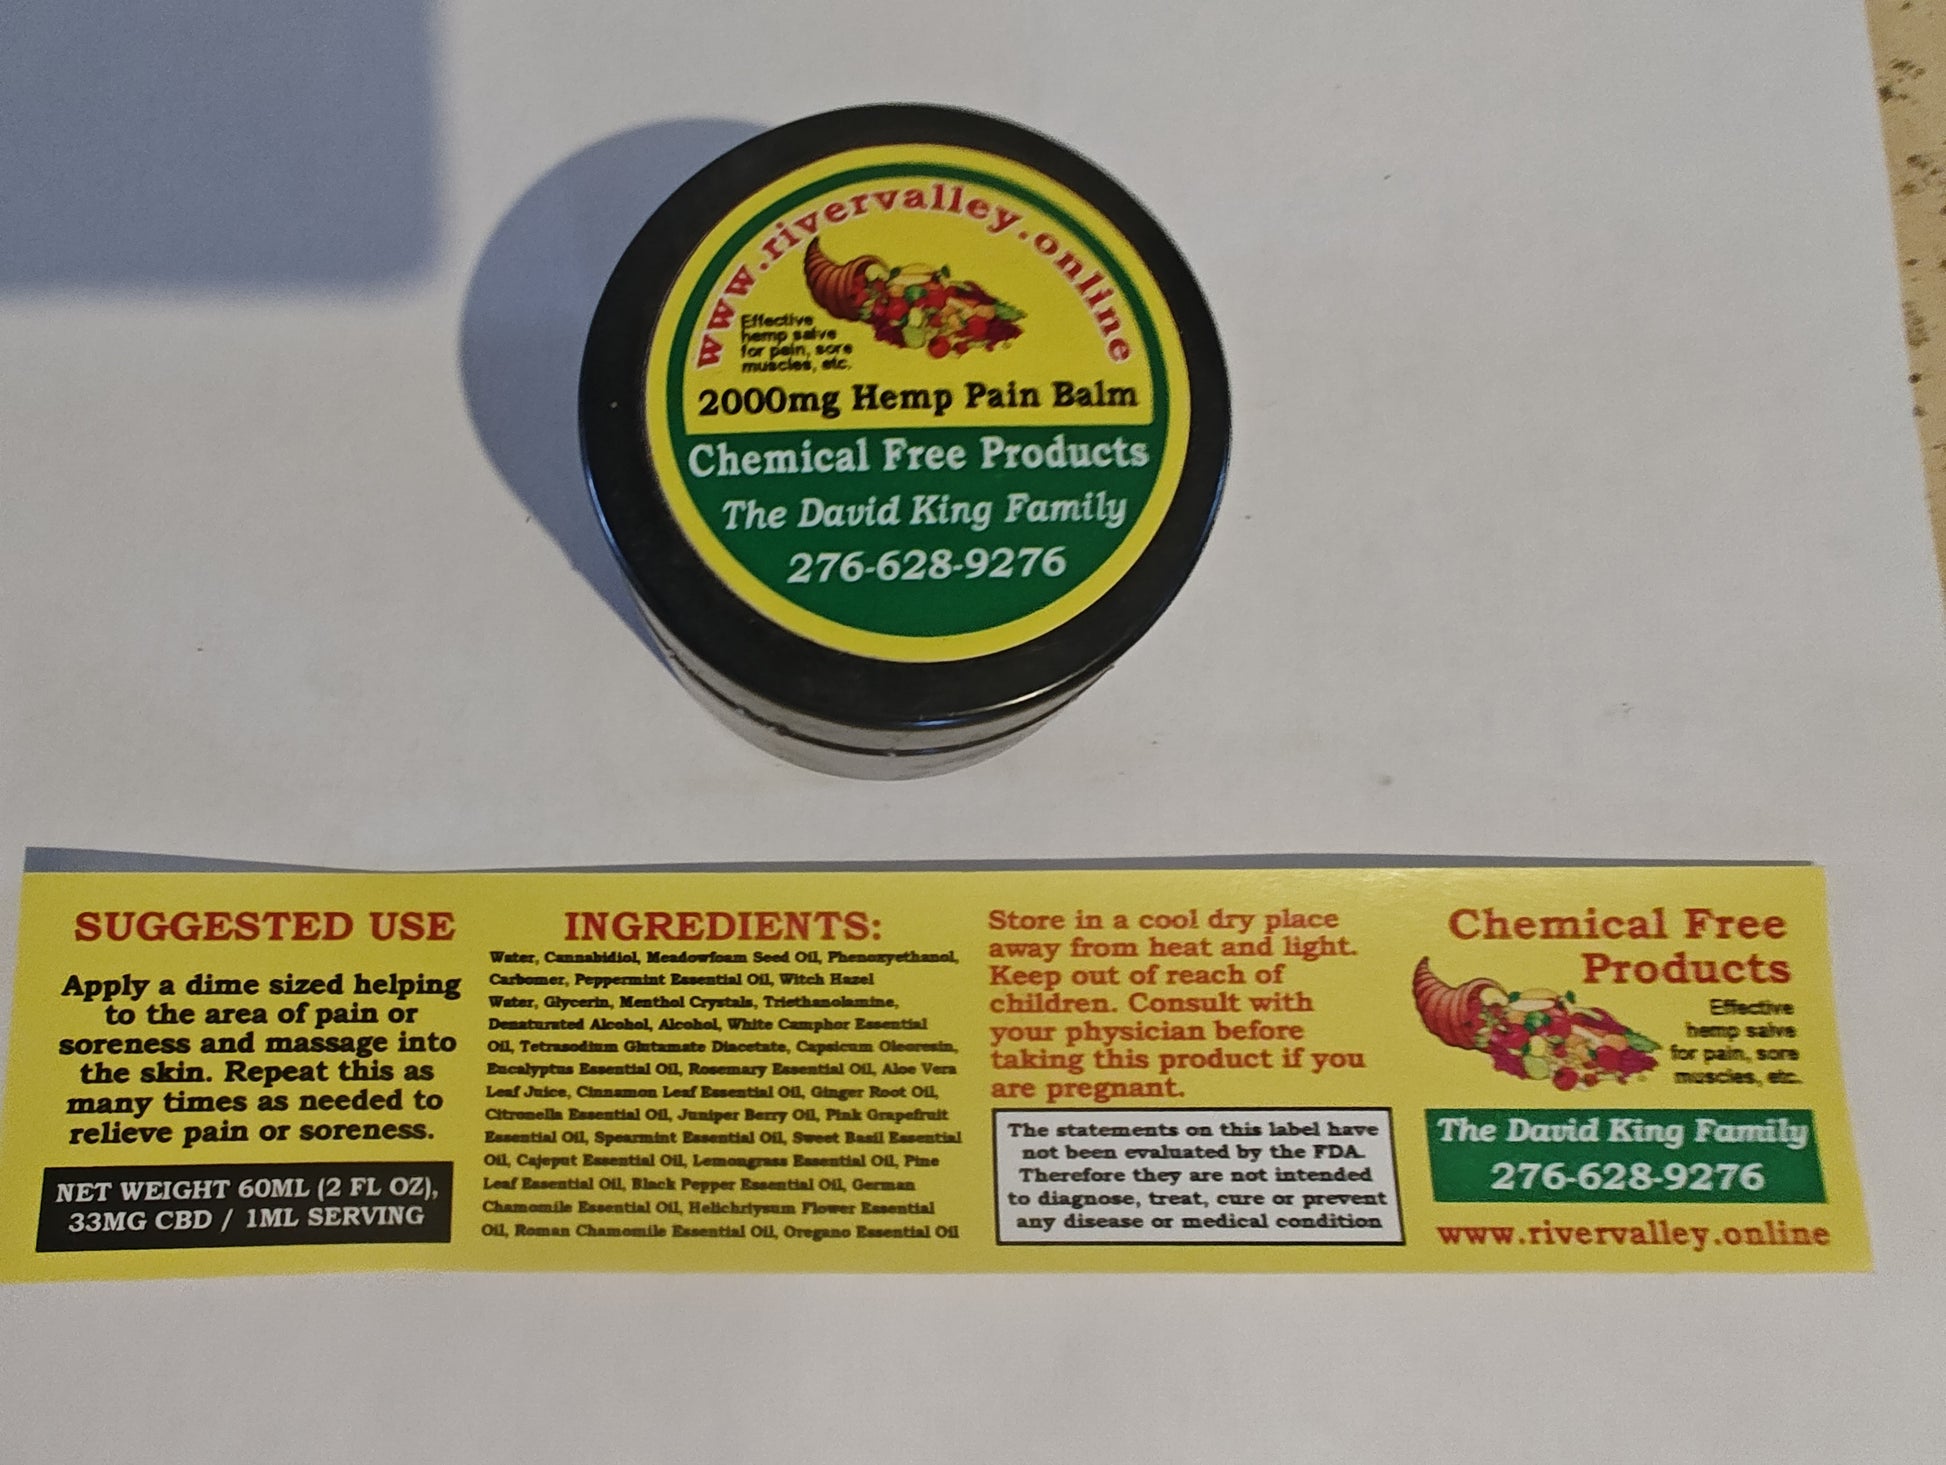 www.rivervalley.online
Effective
hemp salve
for pain, sore
muscles, etc.
2000mg Hemp Pain Balm
Chemical Free Products
The David King Family
276-628-9276
SUGGESTED USE
Apply a dime sized helping
to the area of pain or
soreness and massage into
the skin. Repeat this as
many times as needed to
relieve pain or soreness.
NET WEIGHT 60ML (2 FL OZ),
33MG CBD / 1ML SERVING
INGREDIENTS:
Water, Cannabidiol, Meadowfoam Seed Oil, Phenoxyethanol,
Carbomer, Peppermint Essential Oil, Witch Hazel
Water, Glycerin, Menthol Crystals, Triethanolamine,
Denaturated Alcohol, Alcohol, White Camphor Essential
Oil, Tetrasodium Glutamate Diacetate, Capsicum Oleoresin,
Eucalyptus Essential Oil, Rosemary Essential Oil, Aloe Vera
Leaf Juice, Cinnamon Leaf Essential Oil, Ginger Root Oil,
Citronella Essential Oil, Juniper Berry Oil, Pink Grapefruit
Essential Oil, Spearmint Essential Oil, Sweet Basil Essential
Oil, Cajeput Essential Oil, Lemongrass Essential Oil, Pine
Leaf Essential Oil, Black Pepper Essential Oil, German
Chamomile Essential Oil, Helichriysum Flower Essential
Oil, Roman Chamomile Essential Oil, Oregano Essential Oil
Store in a cool dry place
away from heat and light.
Keep out of reach of
children. Consult with
your physician before
taking this product if you
are pregnant.
The statements on this label have
not been evaluated by the FDA.
Therefore they are not intended
to diagnose, treat, cure or prevent
any disease or medical condition
Chemical Free
Products
Effective
hemp salve
for pain, sore
muscles, etc.
The David King Family
276-628-9276
www.rivervalley.online